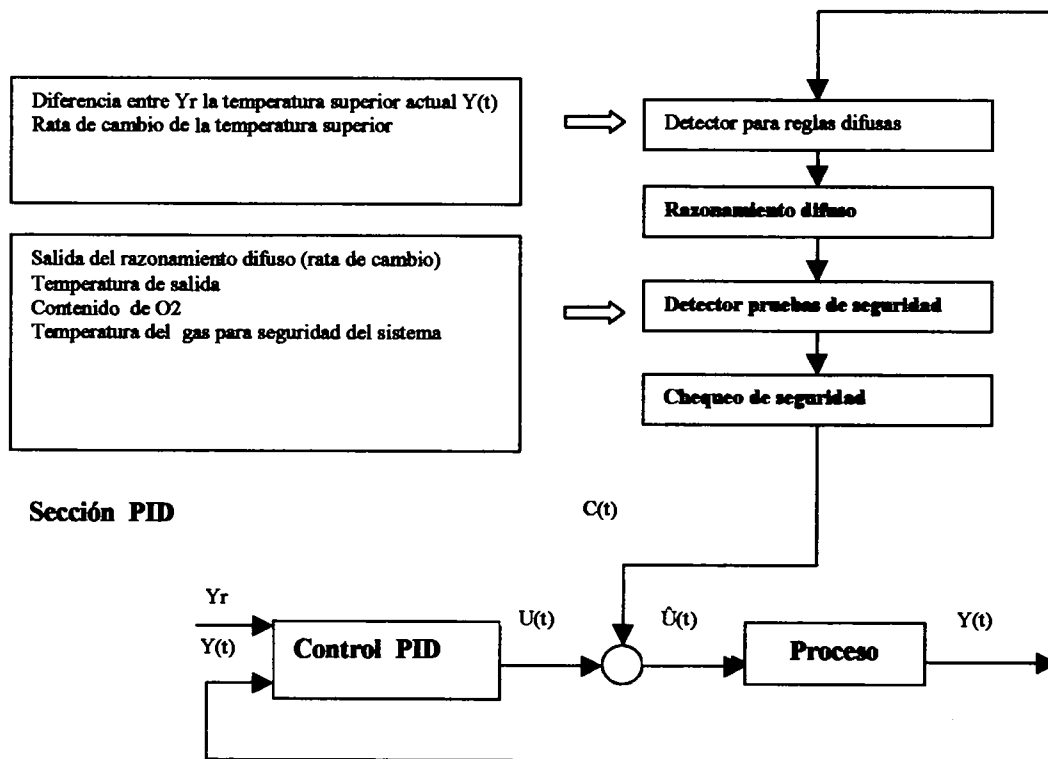 Diferencia entre Yr la temperatura superior actual Y(t)
Rata de cambio de la temperatura superior
Detector para reglas difusas
Razonamiento difuso
Salida del razonamiento difuso (rata de cambio)
Temperatura de salida
Contenido de O2
Temperatura del gas para seguridad del sistema
Detector pruebas de seguridad
Chequeo de seguridad
Sección PID
C(t)
Yr
Y(t)
Control PID
U(t)
Û(t)
Proceso
Y(t)